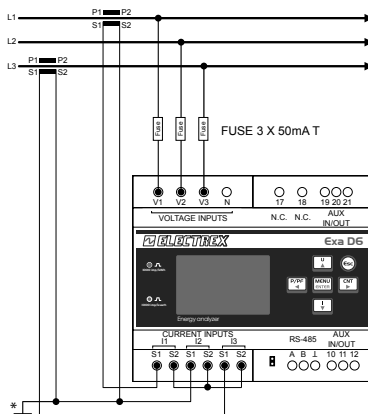 P1 P2
L1
S1 S2
L2
P1 P2
L3
S1 S2
Fuse Fuse Fuse
FUSE 3 X 50mA T
V1 V2 V3 N
17 18 19 20 21
VOLTAGE INPUTS
N.C. N.C. AUX
IN/OUT
ELECTREX
Exa D6
U
Esc
P/PF MENU CNT
ENTER
I
Energy analyzer
CURRENT INPUTS
I1 I2 I3
S1 S2 S1 S2 S1 S2
RS-485 AUX
IN/OUT
A B ⊥ 10 11 12
*